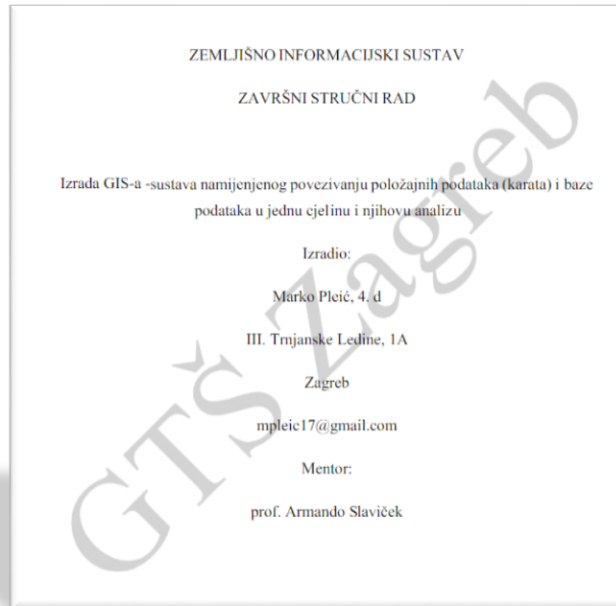 ZEMLJIŠNO INFORMACIJSKI SUSTAV
ZAVRŠNI STRUČNI RAD
Izrada GIS-a -sustava namijenjenog povezivanju položajnih podataka (karata) i baze
podataka u jednu cjelinu i njihovu analizu
Izradio:
Marko Pleić, 4. d
III. Trnjanske Ledine, 1A
Zagreb
mpleic17@gmail.com
Mentor:
prof. Armando Slaviček
GTŠ Zagreb